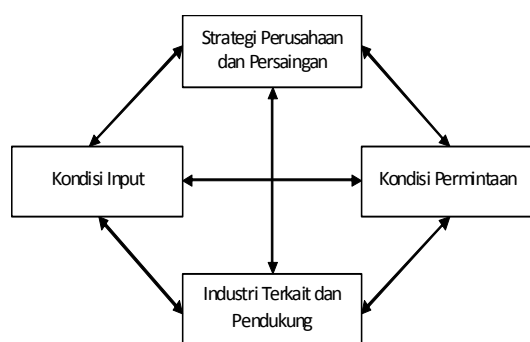 Strategi Perusahaan
dan Persaingan
Kondisi Input
Kondisi Permintaan
Industri Terkait dan
Pendukung